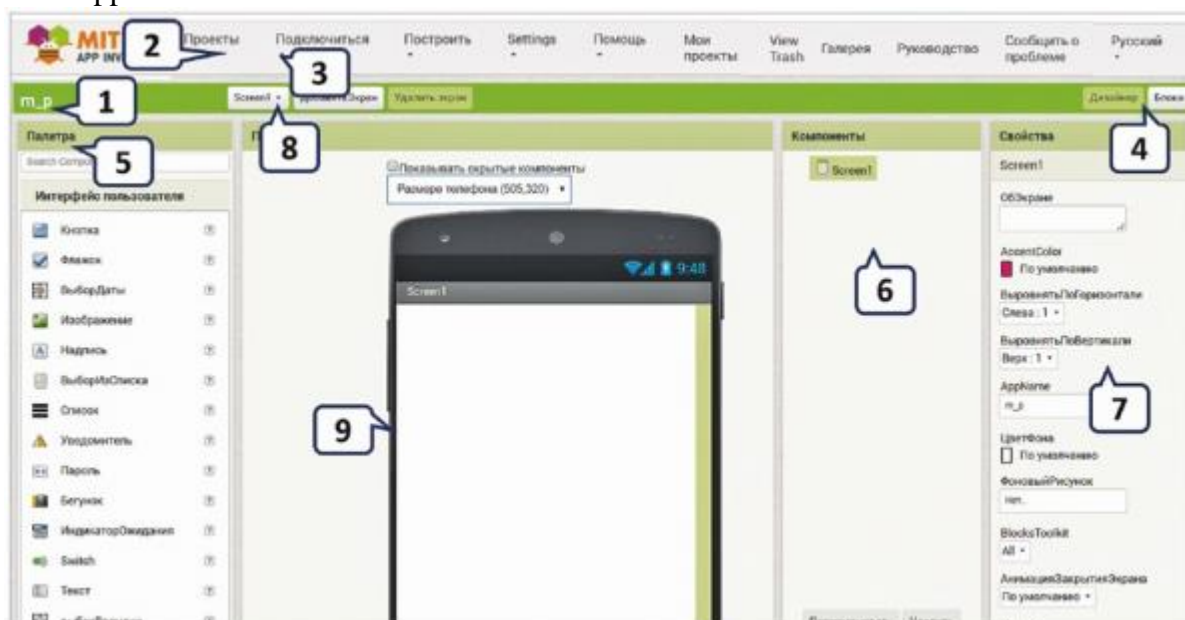 MIT
APP INV
2
Проекты
Подключиться
Построить
Settings
Помощь
Мои проекты
View Trash
Галерея
Руководство
Сообщить о проблеме
Русский
3
m_p
1
Screen1
Удалить экран
Дизайнер
Блоки
4
Палитра
5
8
Компоненты
Свойства
Показывать скрытые компоненты
Размере телефона (505,320)
Интерфейс пользователя
Кнопка
Флажок
ВыборДаты
Изображение
Надпись
ВыборИзСписка
Список
Уведомитель
Пароль
Бегунок
ИндикаторОжидания
Switch
Текст
9:48
Screen1
9
Screen1
6
Screen1
ОбЭкране
AccentColor
По умолчанию
ВыровнятьПоГоризонтали
Слева : 1
ВыровнятьПоВертикали
Верх : 1
AppName
m_p
7
ЦветФона
По умолчанию
ФоновыйРисунок
Нет...
BlocksToolkit
All
АнимацияЗакрытияЭкрана
По умолчанию